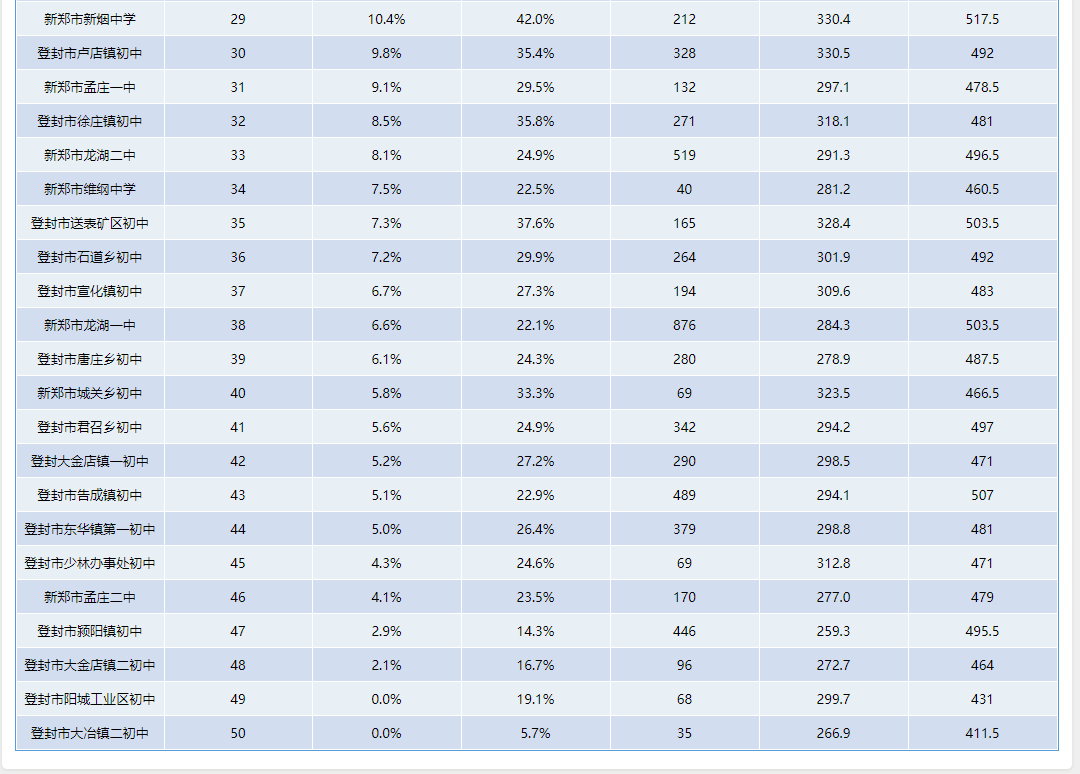 新郑市新烟中学 29 10.4% 42.0% 212 330.4 517.5
登封市卢店镇初中 30 9.8% 35.4% 328 330.5 492
新郑市孟庄一中 31 9.1% 29.5% 132 297.1 478.5
登封市徐庄镇初中 32 8.5% 35.8% 271 318.1 481
新郑市龙湖二中 33 8.1% 24.9% 519 291.3 496.5
新郑市维纲中学 34 7.5% 22.5% 40 281.2 460.5
登封市送表矿区初中 35 7.3% 37.6% 165 328.4 503.5
登封市石道乡初中 36 7.2% 29.9% 264 301.9 492
登封市宣化镇初中 37 6.7% 27.3% 194 309.6 483
新郑市龙湖一中 38 6.6% 22.1% 876 284.3 503.5
登封市唐庄乡初中 39 6.1% 24.3% 280 278.9 487.5
新郑市城关乡初中 40 5.8% 33.3% 69 323.5 466.5
登封市君召乡初中 41 5.6% 24.9% 342 294.2 497
登封大金店镇一初中 42 5.2% 27.2% 290 298.5 471
登封市告成镇初中 43 5.1% 22.9% 489 294.1 507
登封市东华镇第一初中 44 5.0% 26.4% 379 298.8 481
登封市少林办事处初中 45 4.3% 24.6% 69 312.8 471
新郑市孟庄二中 46 4.1% 23.5% 170 277.0 479
登封市颍阳镇初中 47 2.9% 14.3% 446 259.3 495.5
登封市大金店镇二初中 48 2.1% 16.7% 96 272.7 464
登封市阳城工业区初中 49 0.0% 19.1% 68 299.7 431
登封市大冶镇二初中 50 0.0% 5.7% 35 266.9 411.5